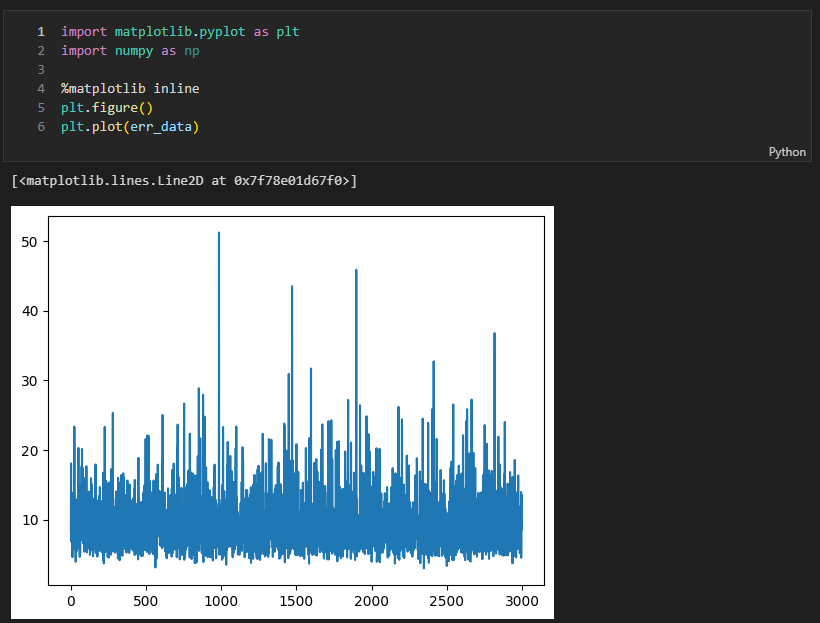 1 import matplotlib.pyplot as plt
2 import numpy as np
3
4 %matplotlib inline
5 plt.figure()
6 plt.plot(err_data)
Python
[<matplotlib.lines.Line2D at 0x7f78e01d67f0>]
50
40
30
20
10
0 500 1000 1500 2000 2500 3000